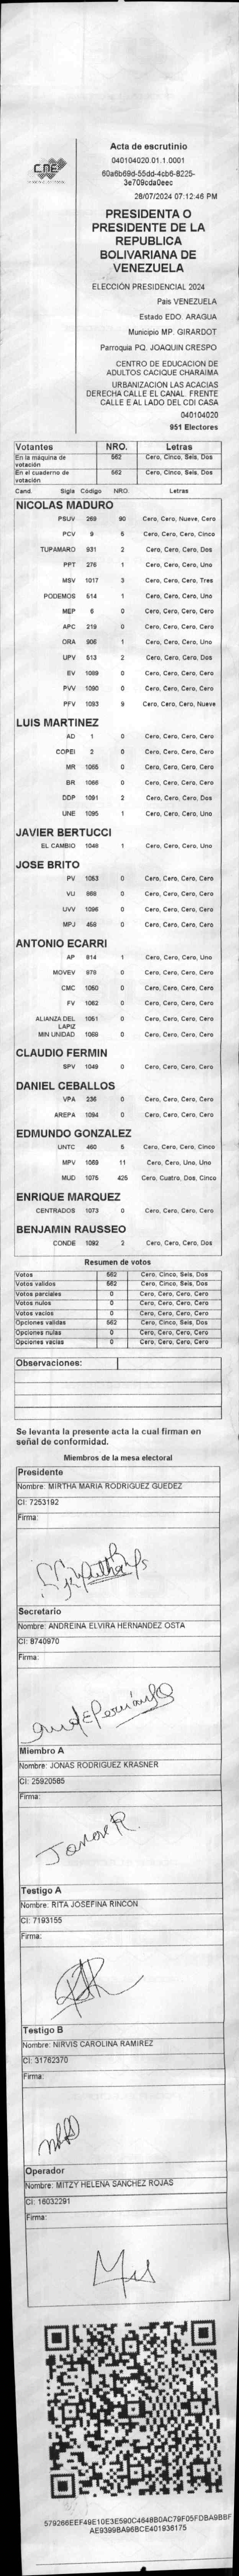 CNE
Acta de escrutinio
040104020.01.1.0001
60a6b69d-55dd-4cb6-8225-
3e709cda0eec
28/07/2024 07:12:46 PM
PRESIDENTA O
PRESIDENTE DE LA
REPUBLICA
BOLIVARIANA DE
VENEZUELA
ELECCIÓN PRESIDENCIAL 2024
Pais VENEZUELA
Estado EDO. ARAGUA
Municipio MP. GIRARDOT
Parroquia PQ. JOAQUIN CRESPO
CENTRO DE EDUCACION DE
ADULTOS CACIQUE CHARAIMA
URBANIZACION LAS ACACIAS
DERECHA CALLE EL CANAL. FRENTE
CALLE E AL LADO DEL CDI CASA
040104020
951 Electores
Votantes NRO. Letras
En la máquina de votación 562 Cero, Cinco, Seis, Dos
En el cuaderno de votación 562 Cero, Cinco, Seis, Dos
Cand. Sigla Código NRO. Letras
NICOLAS MADURO
PSUV 269 90 Cero, Cero, Nueve, Cero
PCV 9 5 Cero, Cero, Cero, Cinco
TUPAMARO 931 2 Cero, Cero, Cero, Dos
PPT 276 1 Cero, Cero, Cero, Uno
MSV 1017 3 Cero, Cero, Cero, Tres
PODEMOS 514 1 Cero, Cero, Cero, Uno
MEP 6 0 Cero, Cero, Cero, Cero
APC 219 0 Cero, Cero, Cero, Cero
ORA 906 1 Cero, Cero, Cero, Uno
UPV 513 2 Cero, Cero, Cero, Dos
EV 1089 0 Cero, Cero, Cero, Cero
PVV 1090 0 Cero, Cero, Cero, Cero
PFV 1093 9 Cero, Cero, Cero, Nueve
LUIS MARTINEZ
AD 1 0 Cero, Cero, Cero, Cero
COPEI 2 0 Cero, Cero, Cero, Cero
MR 1065 0 Cero, Cero, Cero, Cero
BR 1066 0 Cero, Cero, Cero, Cero
DDP 1091 2 Cero, Cero, Cero, Dos
UNE 1095 1 Cero, Cero, Cero, Uno
JAVIER BERTUCCI
EL CAMBIO 1048 1 Cero, Cero, Cero, Uno
JOSE BRITO
PV 1053 0 Cero, Cero, Cero, Cero
VU 868 0 Cero, Cero, Cero, Cero
UVV 1096 0 Cero, Cero, Cero, Cero
MPJ 458 0 Cero, Cero, Cero, Cero
ANTONIO ECARRI
AP 814 1 Cero, Cero, Cero, Uno
MOVEV 979 0 Cero, Cero, Cero, Cero
CMC 1050 0 Cero, Cero, Cero, Cero
FV 1062 0 Cero, Cero, Cero, Cero
ALIANZA DEL LAPIZ 1051 0 Cero, Cero, Cero, Cero
MIN UNIDAD 1068 0 Cero, Cero, Cero, Cero
CLAUDIO FERMIN
SPV 1049 0 Cero, Cero, Cero, Cero
DANIEL CEBALLOS
VPA 236 0 Cero, Cero, Cero, Cero
AREPA 1094 0 Cero, Cero, Cero, Cero
EDMUNDO GONZALEZ
UNTC 460 5 Cero, Cero, Cero, Cinco
MPV 1069 11 Cero, Cero, Uno, Uno
MUD 1075 425 Cero, Cuatro, Dos, Cinco
ENRIQUE MARQUEZ
CENTRADOS 1073 0 Cero, Cero, Cero, Cero
BENJAMIN RAUSSEO
CONDE 1092 2 Cero, Cero, Cero, Dos
Resumen de votos
Votos 562 Cero, Cinco, Seis, Dos
Votos validos 562 Cero, Cinco, Seis, Dos
Votos parciales 0 Cero, Cero, Cero, Cero
Votos nulos 0 Cero, Cero, Cero, Cero
Votos vacios 0 Cero, Cero, Cero, Cero
Opciones validas 562 Cero, Cinco, Seis, Dos
Opciones nulas 0 Cero, Cero, Cero, Cero
Opciones vacias 0 Cero, Cero, Cero, Cero
Observaciones:
Se levanta la presente acta la cual firman en
señal de conformidad.
Miembros de la mesa electoral
Presidente
Nombre: MIRTHA MARIA RODRIGUEZ GUEDEZ
CI: 7253192
Firma:
Secretario
Nombre: ANDREINA ELVIRA HERNANDEZ OSTA
CI: 8740970
Firma:
Miembro A
Nombre: JONAS RODRIGUEZ KRASNER
CI: 25920565
Firma:
Jonas R.
Testigo A
Nombre: RITA JOSEFINA RINCON
CI: 7193155
Firma:
Testigo B
Nombre: NIRVIS CAROLINA RAMIREZ
CI: 31762370
Firma:
Operador
Nombre: MITZY HELENA SANCHEZ ROJAS
CI: 16032291
Firma:
579266EEF49E10E3E590C4648B0AC79F05FDBA9BBF
AE9399BA96BCE401936175